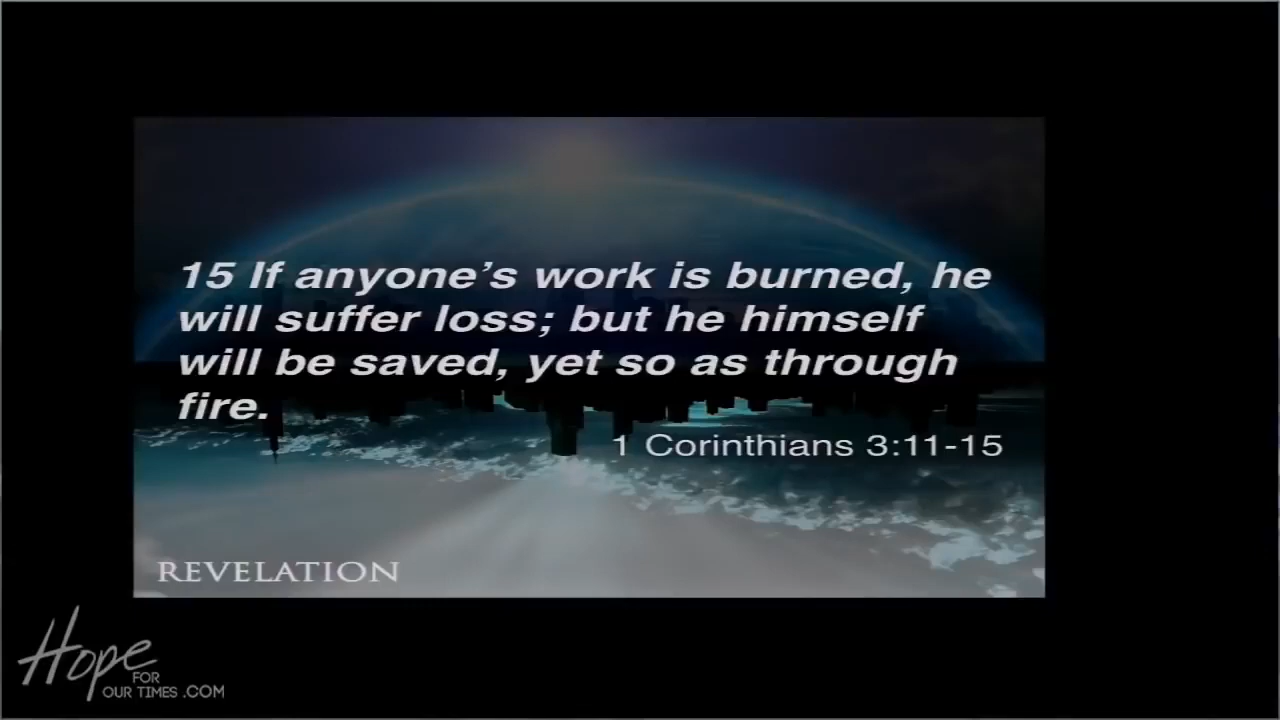 15 If anyone's work is burned, he
will suffer loss; but he himself
will be saved, yet so as through
fire.
1 Corinthians 3:11-15
REVELATION
Hope
FOR
OUR TIMES .COM